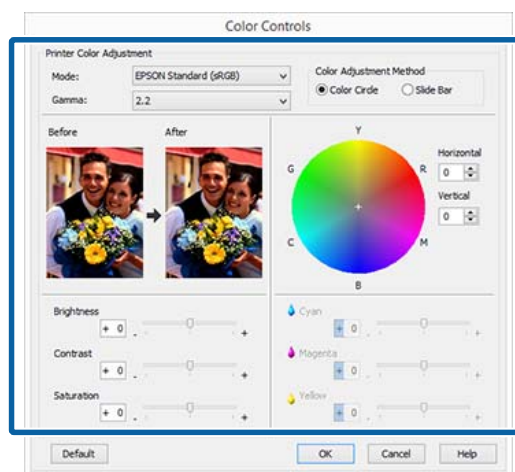 Color Controls
Printer Color Adjustment
Mode: EPSON Standard (sRGB)
Gamma: 2.2
Color Adjustment Method
Color Circle Slide Bar
Before After
Y
G R
C M
B
Horizontal
0
Vertical
0
Brightness
+ 0 - +
Contrast
+ 0 - +
Saturation
+ 0 - +
Cyan
+ 0 - +
Magenta
+ 0 - +
Yellow
+ 0 - +
Default OK Cancel Help